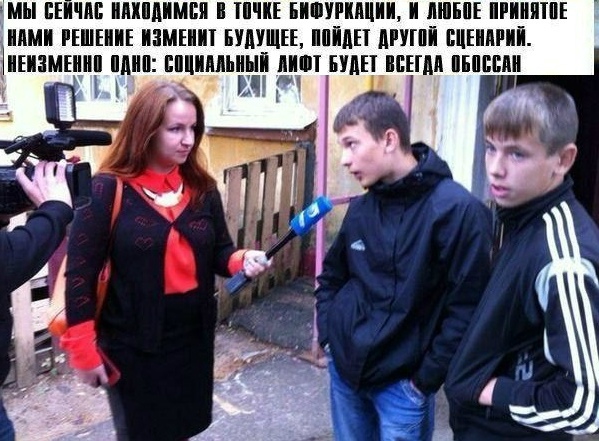 МЫ СЕЙЧАС НАХОДИМСЯ В ТОЧКЕ БИФУРКАЦИИ, И ЛЮБОЕ ПРИНЯТОЕ
НАМИ РЕШЕНИЕ ИЗМЕНИТ БУДУЩЕЕ, ПОЙДЕТ ДРУГОЙ СЦЕНАРИЙ.
НЕИЗМЕННО ОДНО: СОЦИАЛЬНЫЙ ЛИФТ БУДЕТ ВСЕГДА ОБОССАН